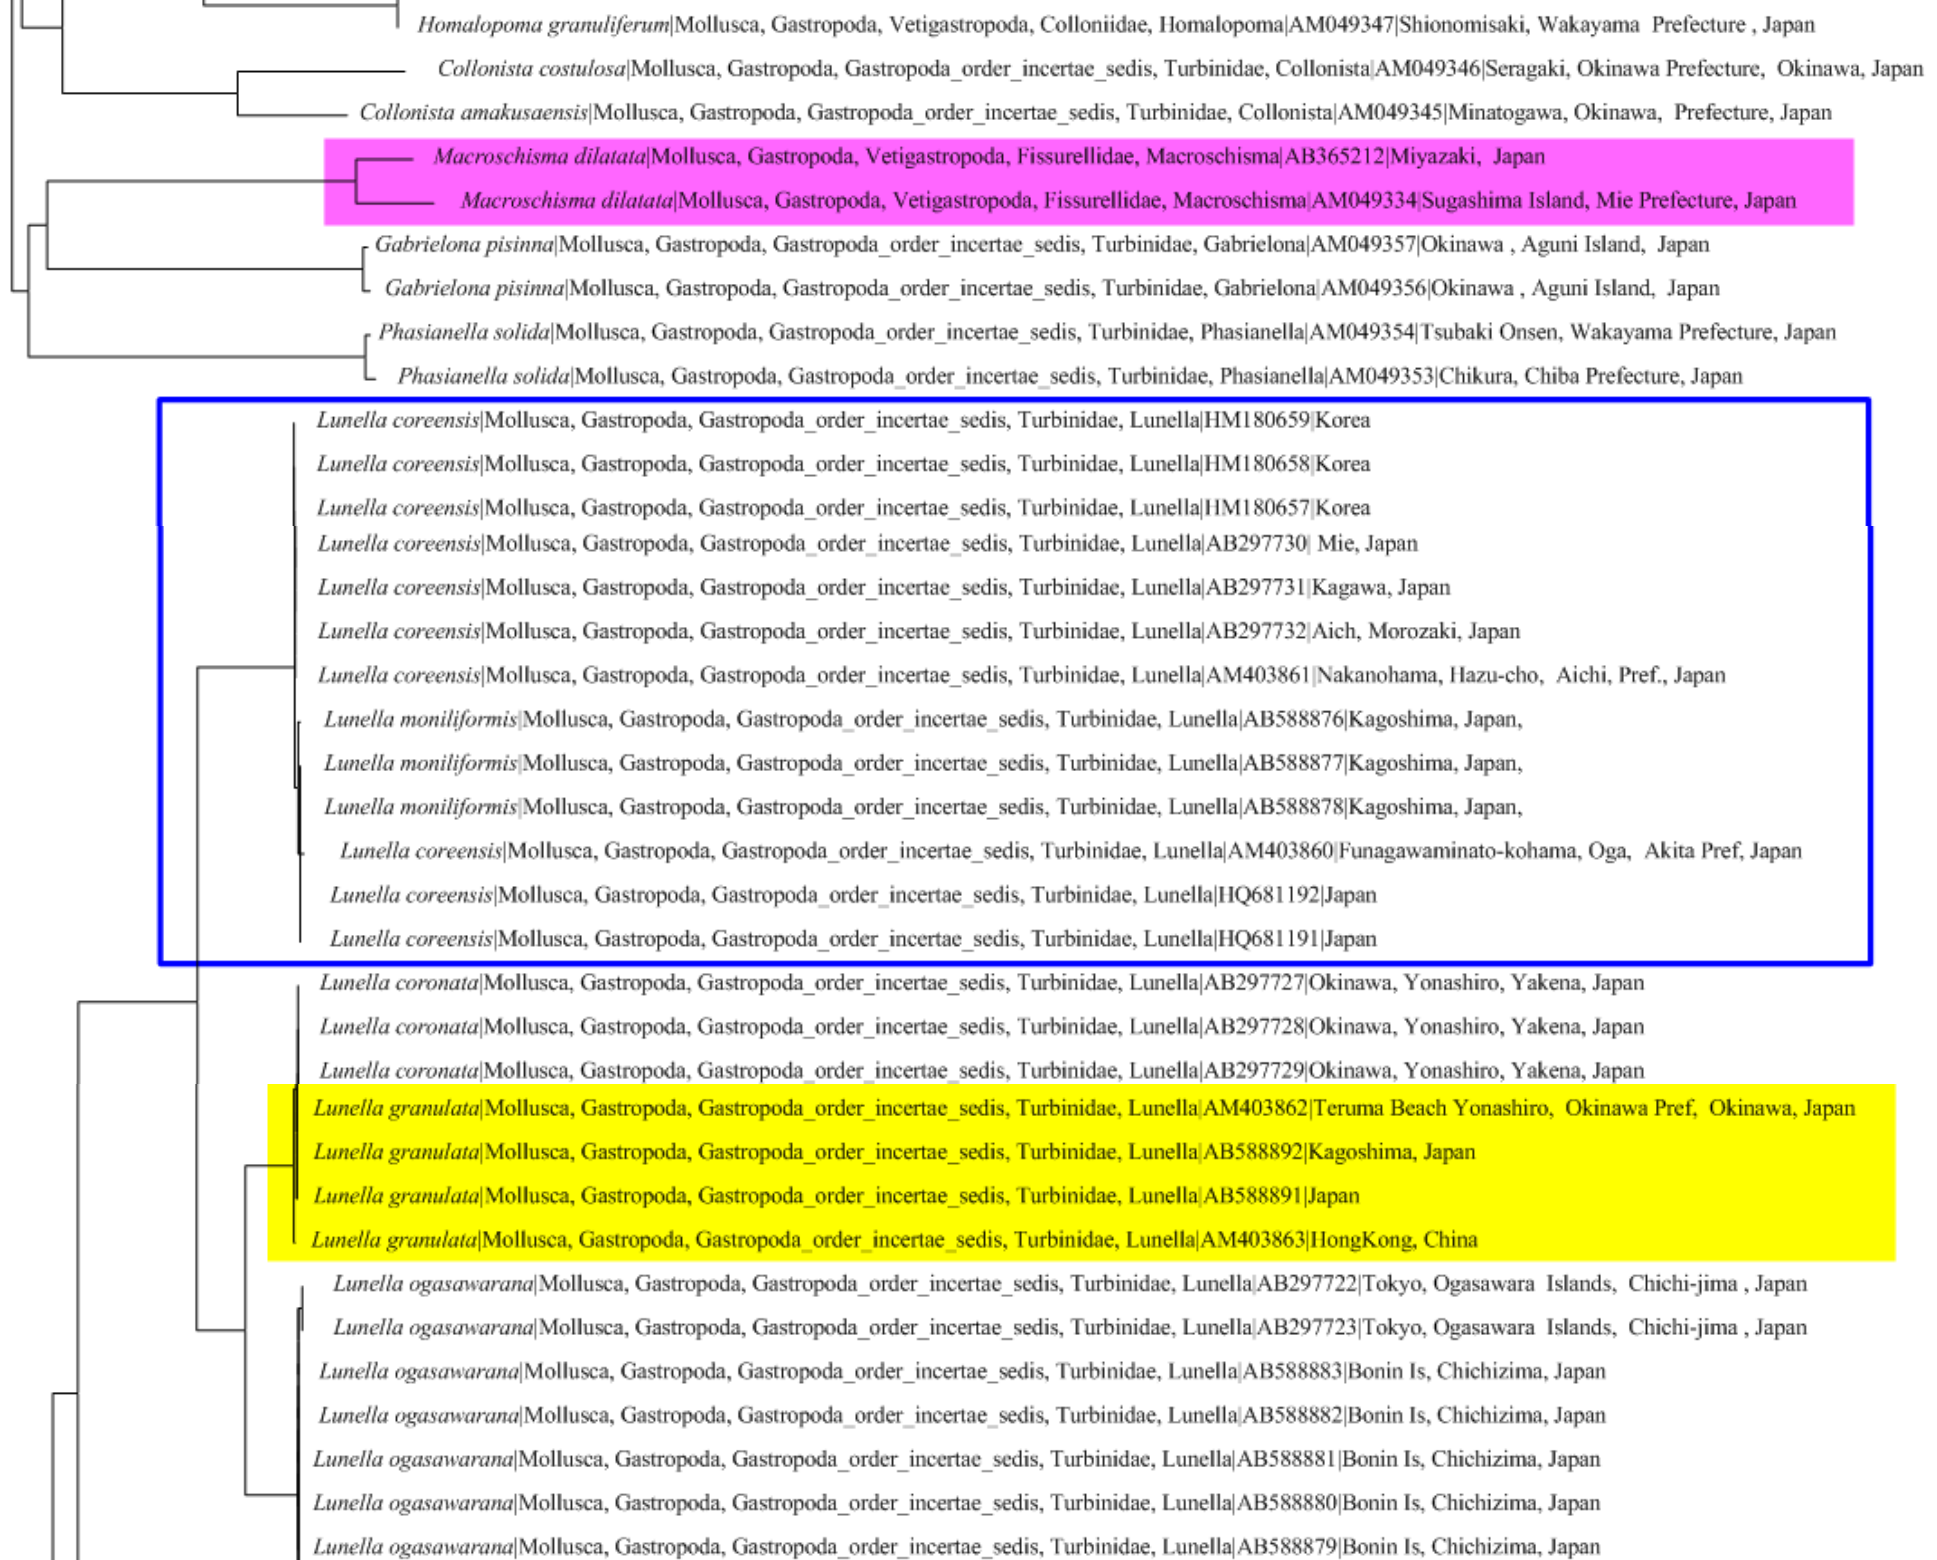 Homalopoma granuliferum|Mollusca, Gastropoda, Vetigastropoda, Colloniidae, Homalopoma|AM049347|Shionomisaki, Wakayama Prefecture , Japan
Collonista costulosa|Mollusca, Gastropoda, Gastropoda_order_incertae_sedis, Turbinidae, Collonista|AM049346|Seragaki, Okinawa Prefecture, Okinawa, Japan
Collonista amakusaensis|Mollusca, Gastropoda, Gastropoda_order_incertae_sedis, Turbinidae, Collonista|AM049345|Minatogawa, Okinawa, Prefecture, Japan
Macroschisma dilatata|Mollusca, Gastropoda, Vetigastropoda, Fissurellidae, Macroschisma|AB365212|Miyazaki, Japan
Macroschisma dilatata|Mollusca, Gastropoda, Vetigastropoda, Fissurellidae, Macroschisma|AM049334|Sugashima Island, Mie Prefecture, Japan
Gabrielona pisinna|Mollusca, Gastropoda, Gastropoda_order_incertae_sedis, Turbinidae, Gabrielona|AM049357|Okinawa , Aguni Island, Japan
Gabrielona pisinna|Mollusca, Gastropoda, Gastropoda_order_incertae_sedis, Turbinidae, Gabrielona|AM049356|Okinawa , Aguni Island, Japan
Phasianella solida|Mollusca, Gastropoda, Gastropoda_order_incertae_sedis, Turbinidae, Phasianella|AM049354|Tsubaki Onsen, Wakayama Prefecture, Japan
Phasianella solida|Mollusca, Gastropoda, Gastropoda_order_incertae_sedis, Turbinidae, Phasianella|AM049353|Chikura, Chiba Prefecture, Japan
Lunella coreensis|Mollusca, Gastropoda, Gastropoda_order_incertae_sedis, Turbinidae, Lunella|HM180659|Korea
Lunella coreensis|Mollusca, Gastropoda, Gastropoda_order_incertae_sedis, Turbinidae, Lunella|HM180658|Korea
Lunella coreensis|Mollusca, Gastropoda, Gastropoda_order_incertae_sedis, Turbinidae, Lunella|HM180657|Korea
Lunella coreensis|Mollusca, Gastropoda, Gastropoda_order_incertae_sedis, Turbinidae, Lunella|AB297730| Mie, Japan
Lunella coreensis|Mollusca, Gastropoda, Gastropoda_order_incertae_sedis, Turbinidae, Lunella|AB297731|Kagawa, Japan
Lunella coreensis|Mollusca, Gastropoda, Gastropoda_order_incertae_sedis, Turbinidae, Lunella|AB297732|Aich, Morozaki, Japan
Lunella coreensis|Mollusca, Gastropoda, Gastropoda_order_incertae_sedis, Turbinidae, Lunella|AM403861|Nakanohama, Hazu-cho, Aichi, Pref., Japan
Lunella moniliformis|Mollusca, Gastropoda, Gastropoda_order_incertae_sedis, Turbinidae, Lunella|AB588876|Kagoshima, Japan,
Lunella moniliformis|Mollusca, Gastropoda, Gastropoda_order_incertae_sedis, Turbinidae, Lunella|AB588877|Kagoshima, Japan,
Lunella moniliformis|Mollusca, Gastropoda, Gastropoda_order_incertae_sedis, Turbinidae, Lunella|AB588878|Kagoshima, Japan,
Lunella coreensis|Mollusca, Gastropoda, Gastropoda_order_incertae_sedis, Turbinidae, Lunella|AM403860|Funagawaminato-kohama, Oga, Akita Pref, Japan
Lunella coreensis|Mollusca, Gastropoda, Gastropoda_order_incertae_sedis, Turbinidae, Lunella|HQ681192|Japan
Lunella coreensis|Mollusca, Gastropoda, Gastropoda_order_incertae_sedis, Turbinidae, Lunella|HQ681191|Japan
Lunella coronata|Mollusca, Gastropoda, Gastropoda_order_incertae_sedis, Turbinidae, Lunella|AB297727|Okinawa, Yonashiro, Yakena, Japan
Lunella coronata|Mollusca, Gastropoda, Gastropoda_order_incertae_sedis, Turbinidae, Lunella|AB297728|Okinawa, Yonashiro, Yakena, Japan
Lunella coronata|Mollusca, Gastropoda, Gastropoda_order_incertae_sedis, Turbinidae, Lunella|AB297729|Okinawa, Yonashiro, Yakena, Japan
Lunella granulata|Mollusca, Gastropoda, Gastropoda_order_incertae_sedis, Turbinidae, Lunella|AM403862|Teruma Beach Yonashiro, Okinawa Pref, Okinawa, Japan
Lunella granulata|Mollusca, Gastropoda, Gastropoda_order_incertae_sedis, Turbinidae, Lunella|AB588892|Kagoshima, Japan
Lunella granulata|Mollusca, Gastropoda, Gastropoda_order_incertae_sedis, Turbinidae, Lunella|AB588891|Japan
Lunella granulata|Mollusca, Gastropoda, Gastropoda_order_incertae_sedis, Turbinidae, Lunella|AM403863|HongKong, China
Lunella ogasawarana|Mollusca, Gastropoda, Gastropoda_order_incertae_sedis, Turbinidae, Lunella|AB297722|Tokyo, Ogasawara Islands, Chichi-jima , Japan
Lunella ogasawarana|Mollusca, Gastropoda, Gastropoda_order_incertae_sedis, Turbinidae, Lunella|AB297723|Tokyo, Ogasawara Islands, Chichi-jima , Japan
Lunella ogasawarana|Mollusca, Gastropoda, Gastropoda_order_incertae_sedis, Turbinidae, Lunella|AB588883|Bonin Is, Chichizima, Japan
Lunella ogasawarana|Mollusca, Gastropoda, Gastropoda_order_incertae_sedis, Turbinidae, Lunella|AB588882|Bonin Is, Chichizima, Japan
Lunella ogasawarana|Mollusca, Gastropoda, Gastropoda_order_incertae_sedis, Turbinidae, Lunella|AB588881|Bonin Is, Chichizima, Japan
Lunella ogasawarana|Mollusca, Gastropoda, Gastropoda_order_incertae_sedis, Turbinidae, Lunella|AB588880|Bonin Is, Chichizima, Japan
Lunella ogasawarana|Mollusca, Gastropoda, Gastropoda_order_incertae_sedis, Turbinidae, Lunella|AB588879|Bonin Is, Chichizima, Japan